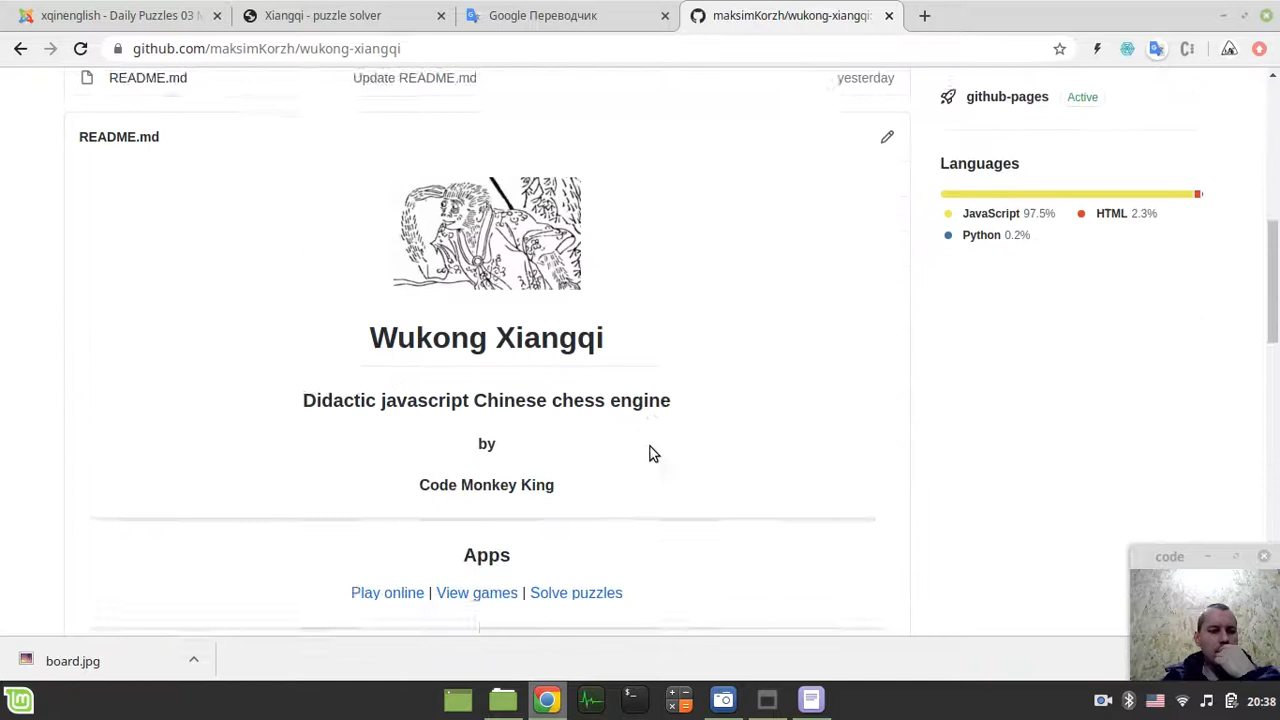 xqinenglish - Daily Puzzles 03 M
Xiangqi - puzzle solver
Google Переводчик
maksimKorzh/wukong-xiangqi:
github.com/maksimKorzh/wukong-xiangqi
README.md
Update README.md
yesterday
github-pages
Active
README.md
Languages
JavaScript 97.5%
HTML 2.3%
Python 0.2%
Wukong Xiangqi
Didactic javascript Chinese chess engine
by
Code Monkey King
Apps
Play online | View games | Solve puzzles
code
board.jpg
20:38